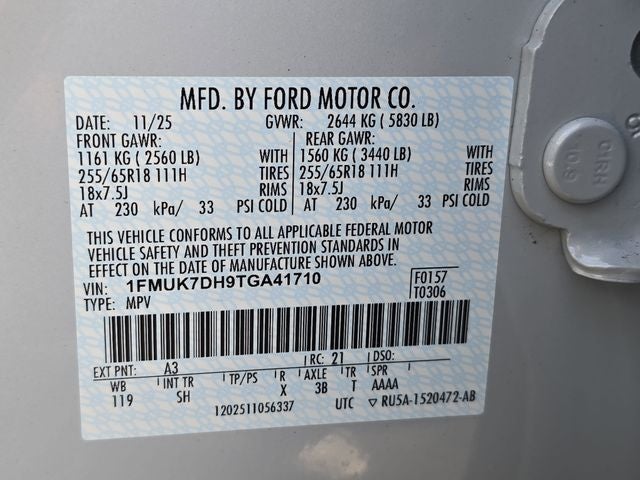 MFD. BY FORD MOTOR CO.
DATE: 11/25 GVWR: 2644 KG ( 5830 LB)
FRONT GAWR: REAR GAWR:
1161 KG ( 2560 LB) WITH 1560 KG ( 3440 LB) WITH
255/65R18 111H TIRES 255/65R18 111H TIRES
18x7.5J RIMS 18x7.5J RIMS
AT 230 kPa/ 33 PSI COLD AT 230 kPa/ 33 PSI COLD
THIS VEHICLE CONFORMS TO ALL APPLICABLE FEDERAL MOTOR
VEHICLE SAFETY AND THEFT PREVENTION STANDARDS IN
EFFECT ON THE DATE OF MANUFACTURE SHOWN ABOVE.
VIN: 1FMUK7DH9TGA41710 F0157
TYPE: MPV T0306
EXT PNT: A3 RC: 21 DSO:
WB INT TR TP/PS R AXLE TR SPR
119 SH X 3B T AAAA
1202511056337 UTC ▽ RU5A-1520472-AB